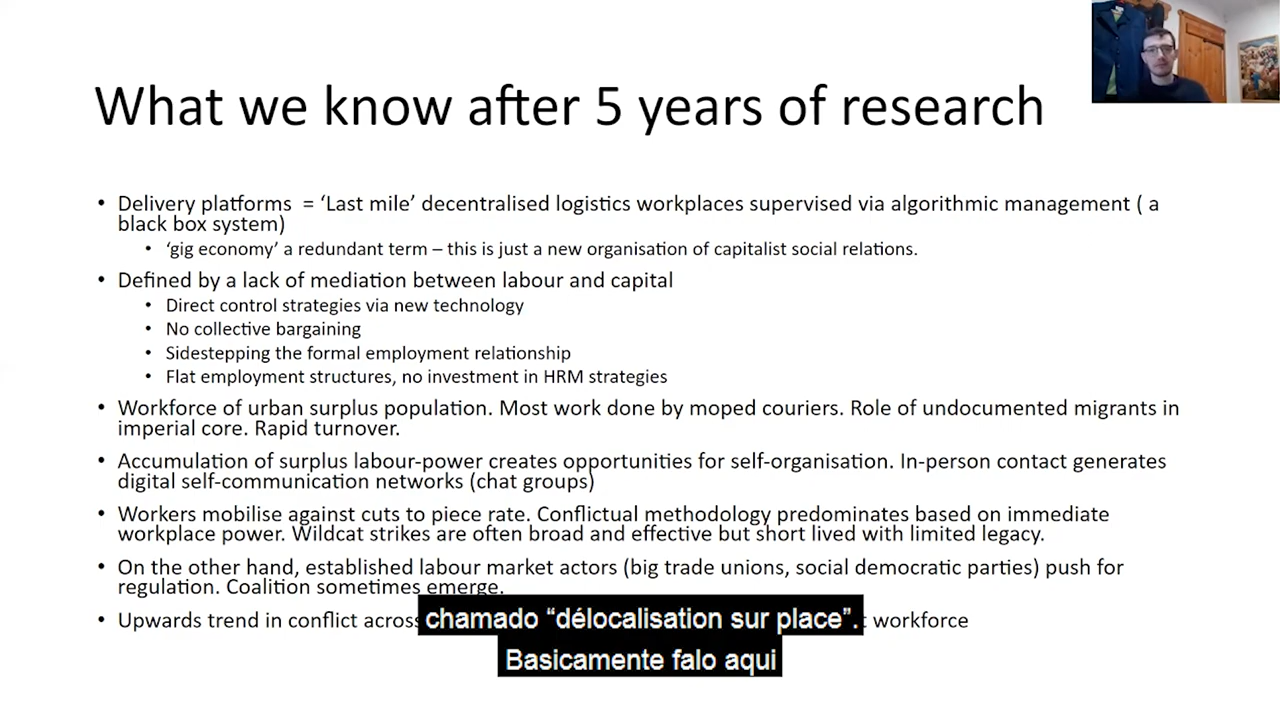 What we know after 5 years of research
• Delivery platforms = ‘Last mile’ decentralised logistics workplaces supervised via algorithmic management ( a
black box system)
• ‘gig economy’ a redundant term – this is just a new organisation of capitalist social relations.
• Defined by a lack of mediation between labour and capital
• Direct control strategies via new technology
• No collective bargaining
• Sidestepping the formal employment relationship
• Flat employment structures, no investment in HRM strategies
• Workforce of urban surplus population. Most work done by moped couriers. Role of undocumented migrants in
imperial core. Rapid turnover.
• Accumulation of surplus labour-power creates opportunities for self-organisation. In-person contact generates
digital self-communication networks (chat groups)
• Workers mobilise against cuts to piece rate. Conflictual methodology predominates based on immediate
workplace power. Wildcat strikes are often broad and effective but short lived with limited legacy.
• On the other hand, established labour market actors (big trade unions, social democratic parties) push for
regulation. Coalition sometimes emerge.
• Upwards trend in conflict across workforce
chamado “délocalisation sur place”.
Basicamente falo aqui